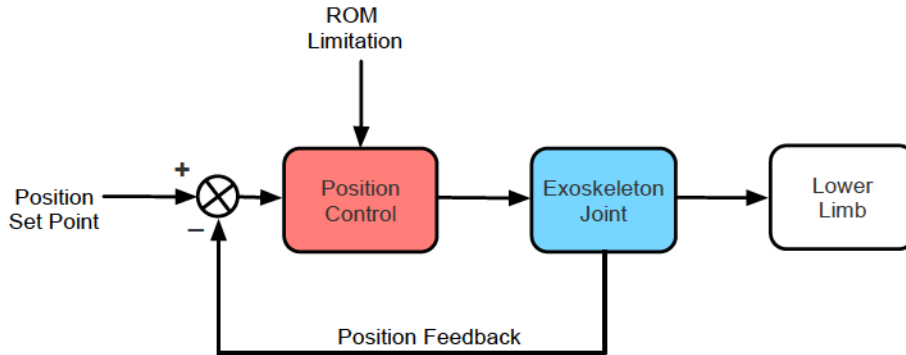 ROM
Limitation
+
Position
Set Point
−
Position
Control
Exoskeleton
Joint
Lower
Limb
Position Feedback